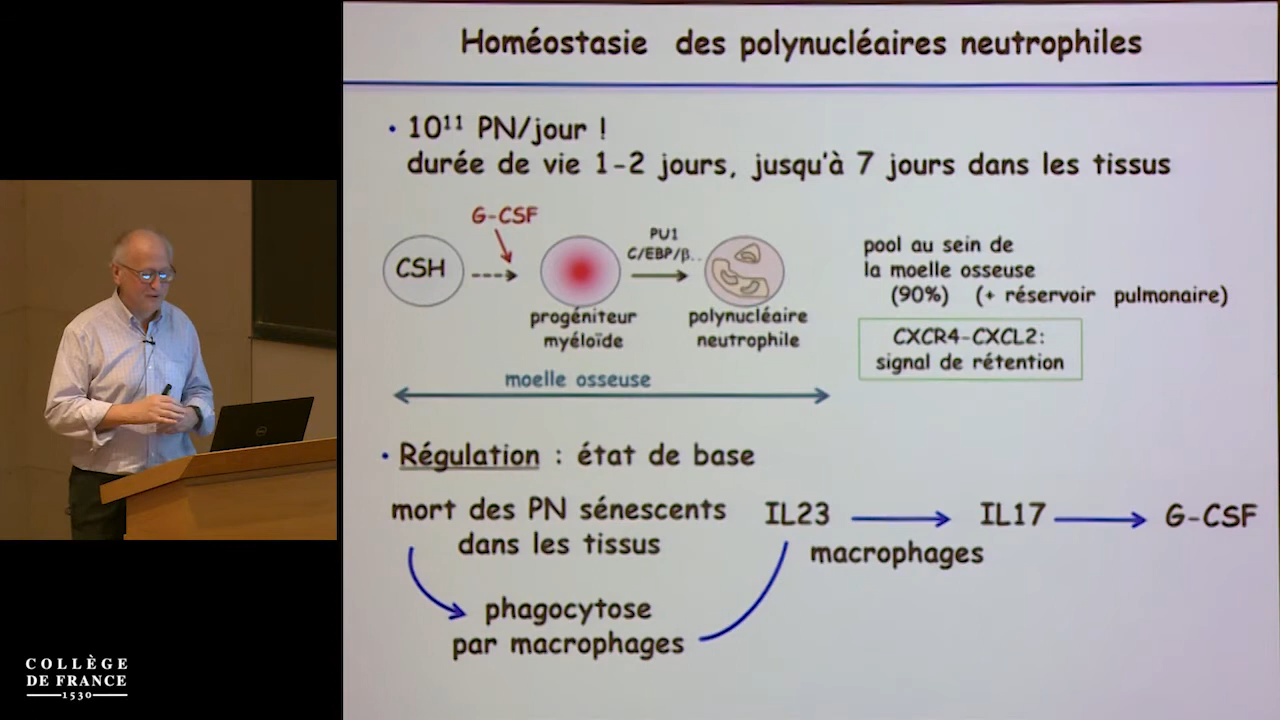 Homéostasie des polynucléaires neutrophiles
• 10¹¹ PN/jour !
durée de vie 1-2 jours, jusqu'à 7 jours dans les tissus
G-CSF
CSH
PU1
C/EBP/β..
progéniteur
myéloïde
polynucléaire
neutrophile
moelle osseuse
pool au sein de
la moelle osseuse
(90%) (+ réservoir pulmonaire)
CXCR4-CXCL2:
signal de rétention
• Régulation : état de base
mort des PN sénescents
dans les tissus
phagocytose
par macrophages
IL23
macrophages
IL17
G-CSF
COLLÈGE
DE FRANCE
1530
DELL